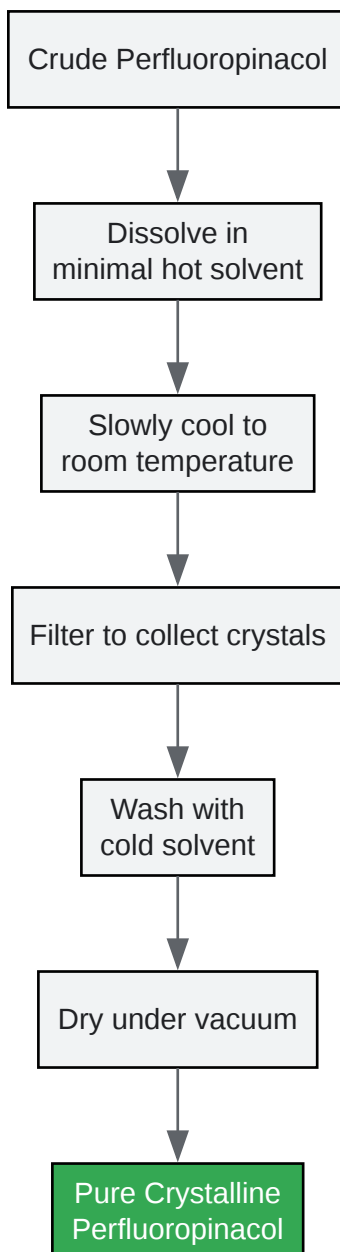 Crude Perfluoropinacol
Dissolve in
minimal hot solvent
Slowly cool to
room temperature
Filter to collect crystals
Wash with
cold solvent
Dry under vacuum
Pure Crystalline
Perfluoropinacol